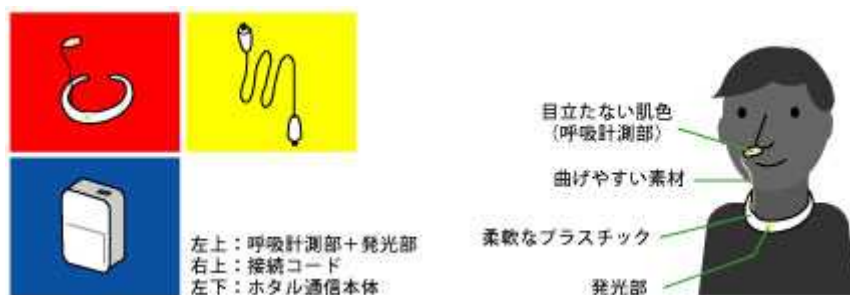 左上：呼吸計測部＋発光部
右上：接続コード
左下：ホタル通信本体
目立たない肌色
（呼吸計測部）
曲げやすい素材
柔軟なプラスチック
発光部